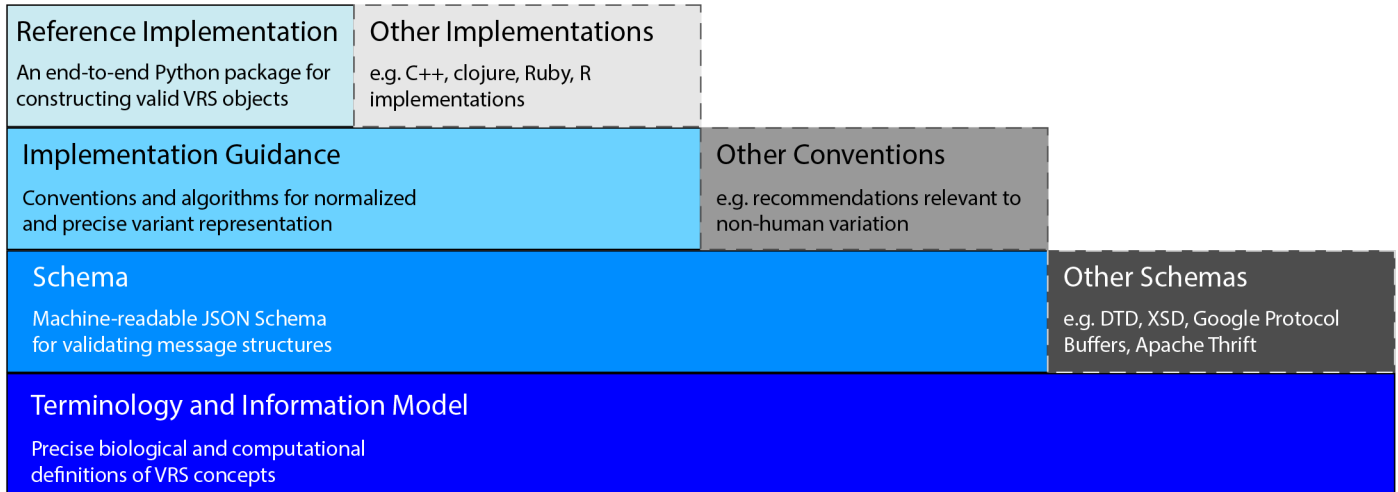 Reference Implementation
An end-to-end Python package for
constructing valid VRS objects
Other Implementations
e.g. C++, clojure, Ruby, R
implementations
Implementation Guidance
Conventions and algorithms for normalized
and precise variant representation
Other Conventions
e.g. recommendations relevant to
non-human variation
Schema
Machine-readable JSON Schema
for validating message structures
Other Schemas
e.g. DTD, XSD, Google Protocol
Buffers, Apache Thrift
Terminology and Information Model
Precise biological and computational
definitions of VRS concepts